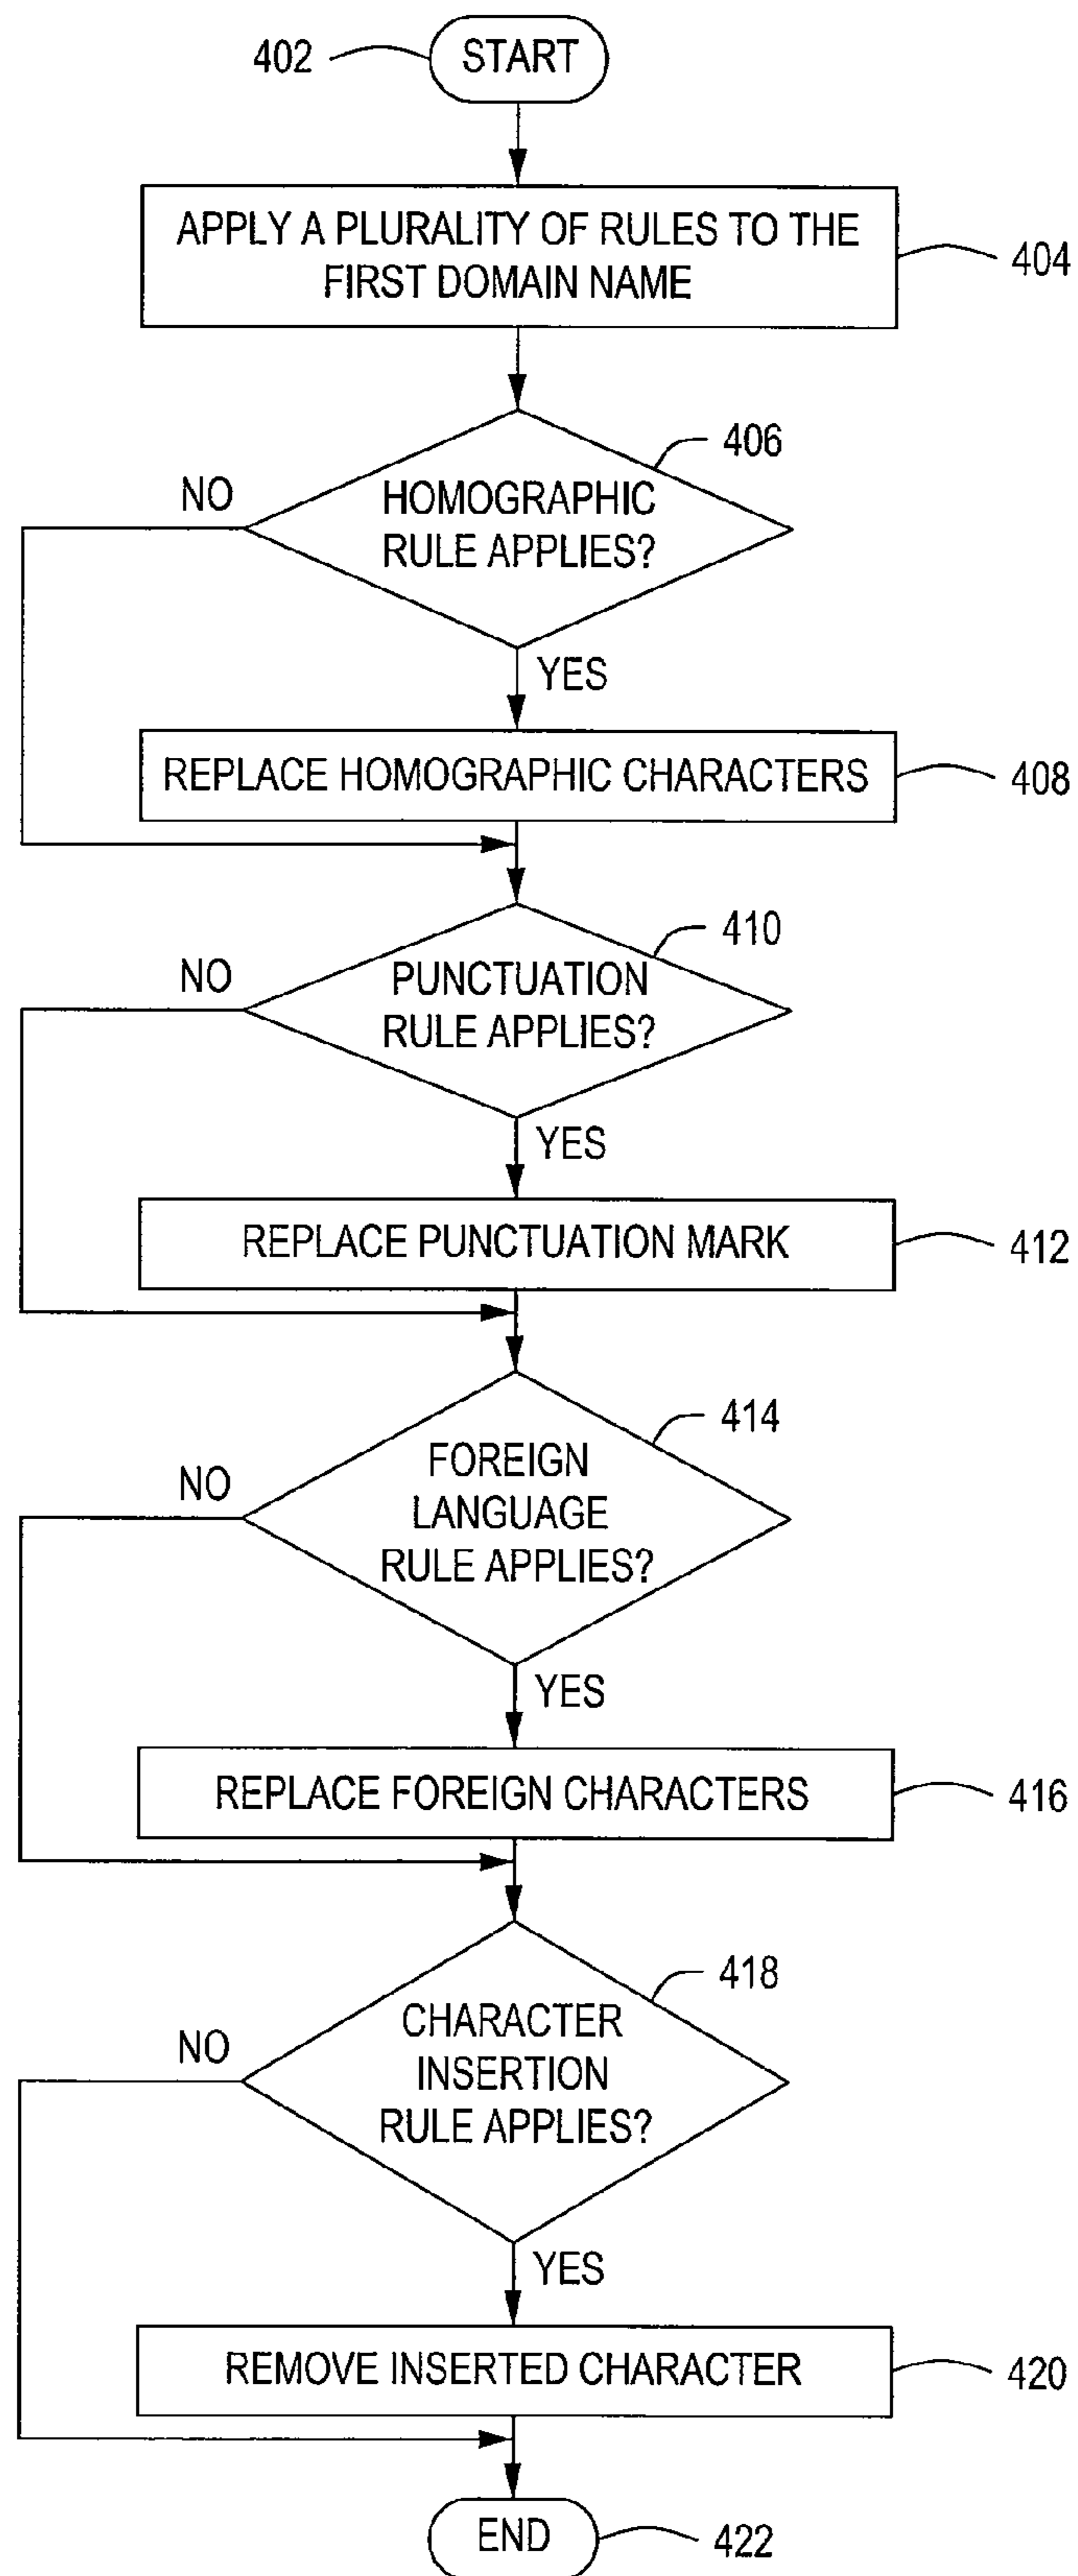 402
START
APPLY A PLURALITY OF RULES TO THE
FIRST DOMAIN NAME
404
406
NO
HOMOGRAPHIC
RULE APPLIES?
YES
REPLACE HOMOGRAPHIC CHARACTERS
408
410
NO
PUNCTUATION
RULE APPLIES?
YES
REPLACE PUNCTUATION MARK
412
414
NO
FOREIGN
LANGUAGE
RULE APPLIES?
YES
REPLACE FOREIGN CHARACTERS
416
418
NO
CHARACTER
INSERTION
RULE APPLIES?
YES
REMOVE INSERTED CHARACTER
420
END
422